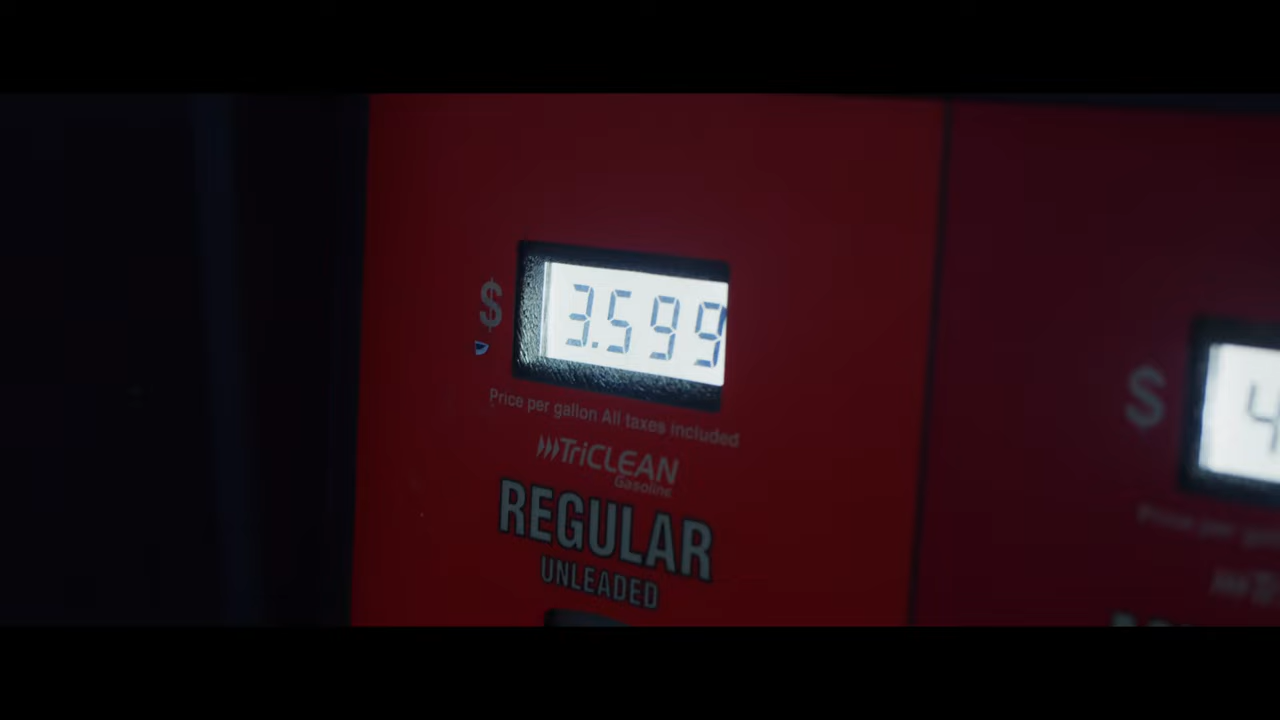 $ 3.599
Price per gallon All taxes included
TriCLEAN
Gasoline
REGULAR
UNLEADED
$ 4